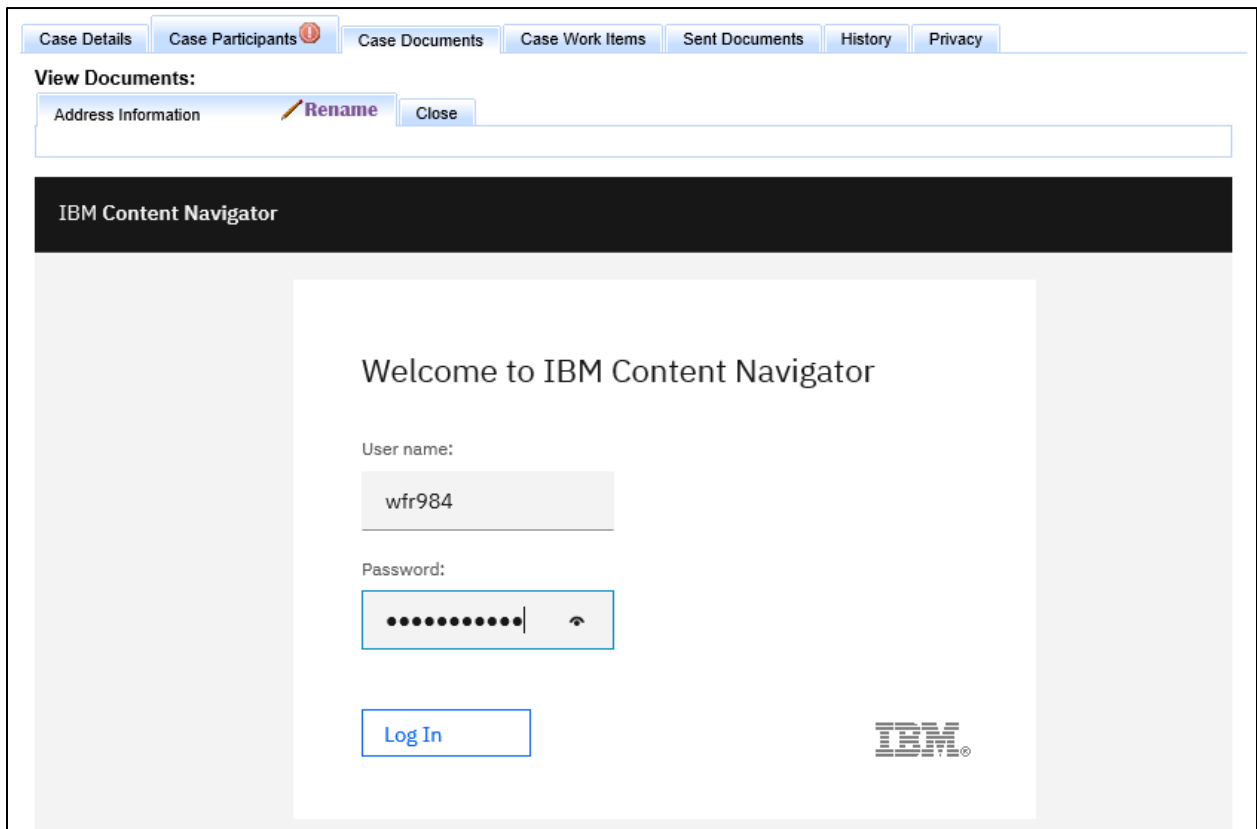 Case Details Case Participants Case Documents Case Work Items Sent Documents History Privacy
View Documents:
Address Information Rename Close
IBM Content Navigator
Welcome to IBM Content Navigator
User name:
wfr984
Password:
•••••••••••
Log In
IBM®